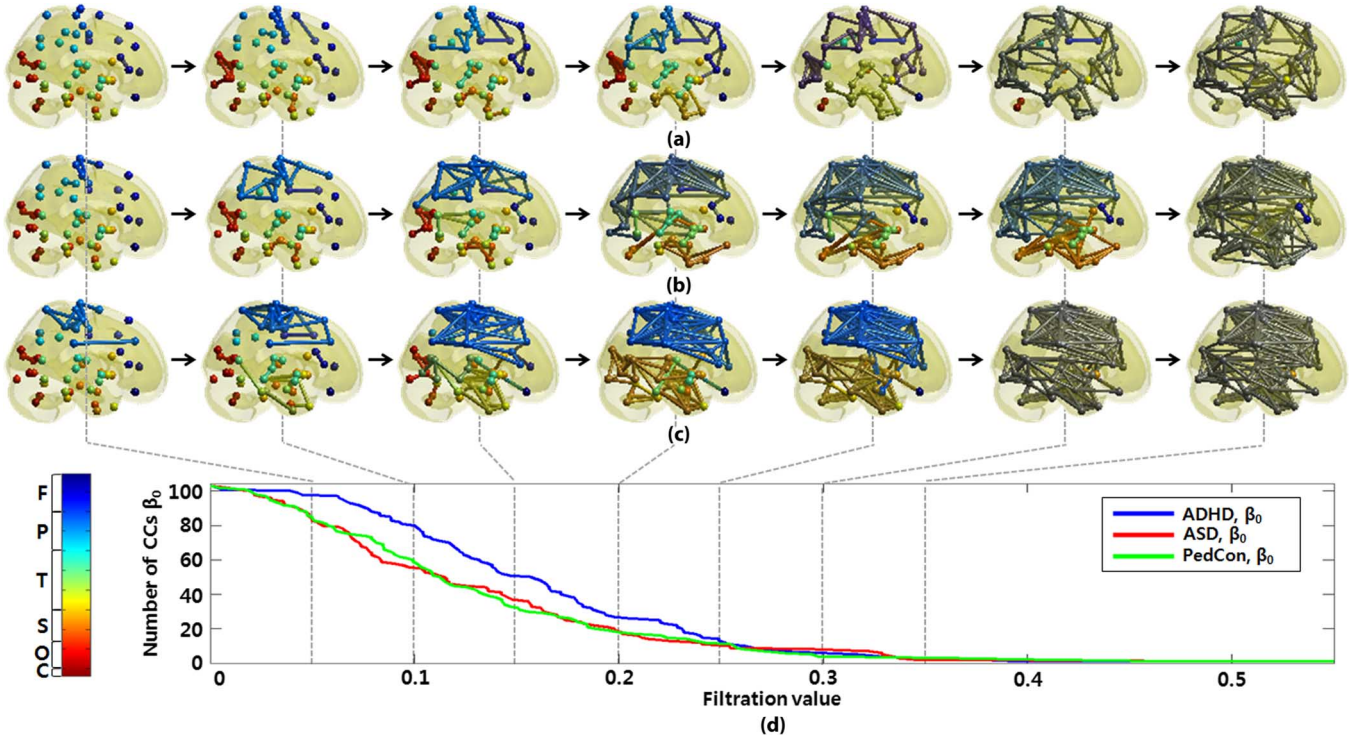 (a)
(b)
(c)
F
P
T
S
O
C
Number of CCs β₀
100
80
60
40
20
0
ADHD, β₀
ASD, β₀
PedCon, β₀
0 0.1 0.2 0.3 0.4 0.5
Filtration value
(d)